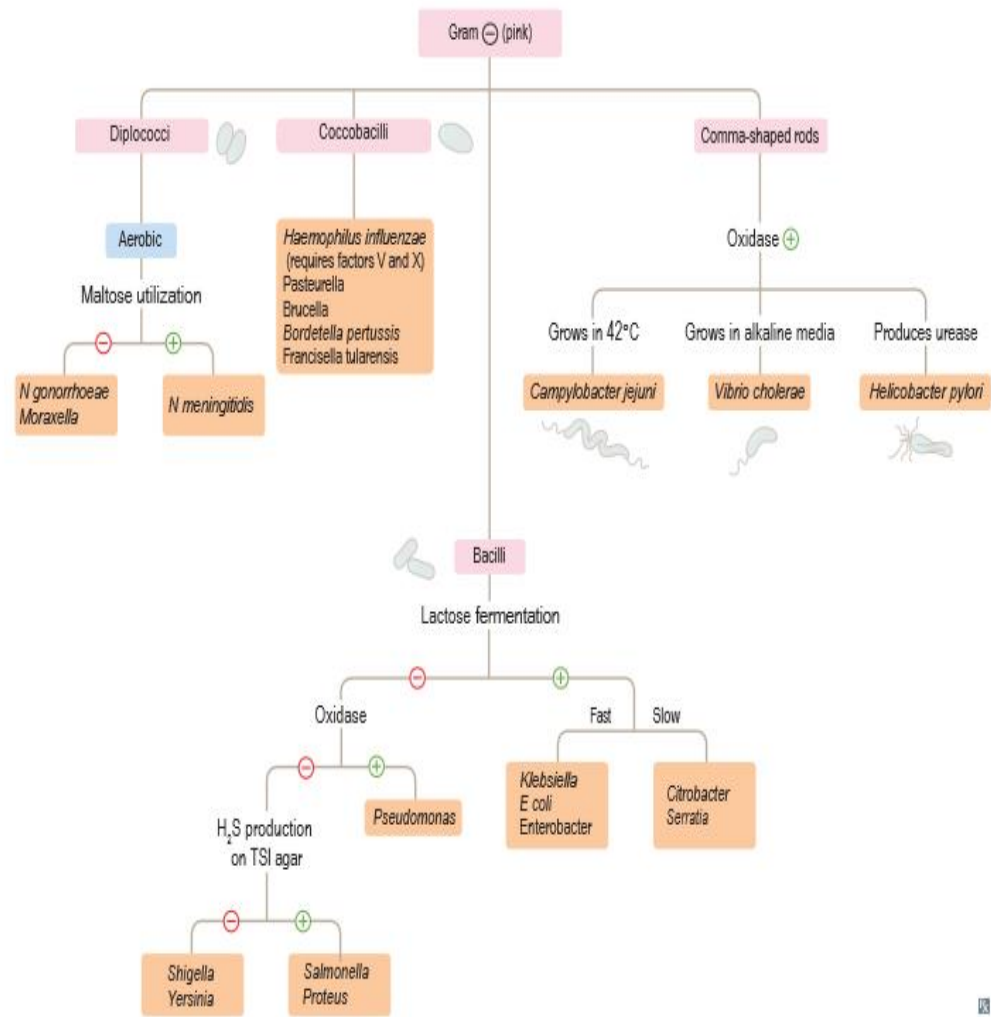 Gram ⊖ (pink)
Diplococci
Coccobacilli
Comma-shaped rods
Aerobic
Maltose utilization
N gonorrhoeae
Moraxella
N meningitidis
Haemophilus influenzae
(requires factors V and X)
Pasteurella
Brucella
Bordetella pertussis
Francisella tularensis
Oxidase ⊕
Grows in 42°C
Grows in alkaline media
Produces urease
Campylobacter jejuni
Vibrio cholerae
Helicobacter pylori
Bacilli
Lactose fermentation
Oxidase
Fast
Slow
Klebsiella
E coli
Enterobacter
Citrobacter
Serratia
Pseudomonas
H₂S production
on TSI agar
Shigella
Yersinia
Salmonella
Proteus